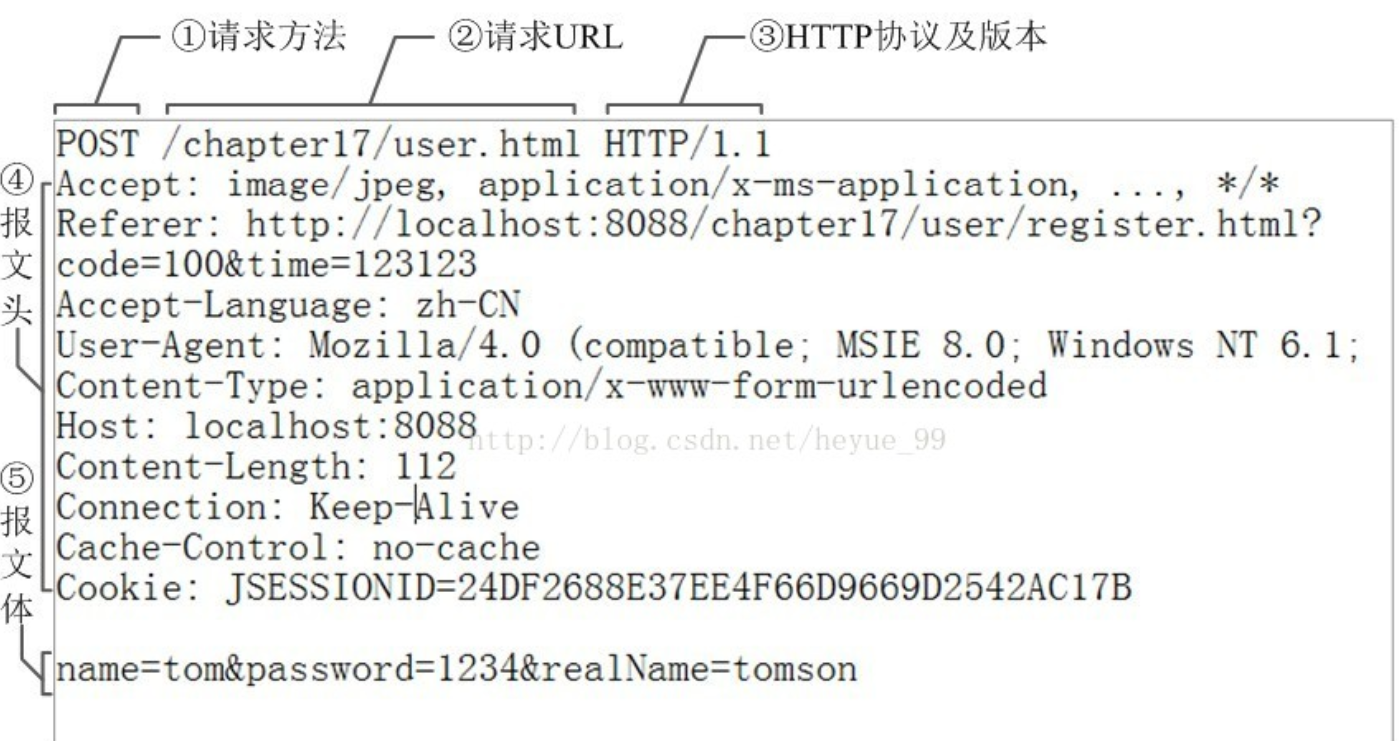 ①请求方法 ②请求URL ③HTTP协议及版本
POST /chapter17/user.html HTTP/1.1
④报文头
Accept: image/jpeg, application/x-ms-application, ..., */*
Referer: http://localhost:8088/chapter17/user/register.html?
code=100&time=123123
Accept-Language: zh-CN
User-Agent: Mozilla/4.0 (compatible; MSIE 8.0; Windows NT 6.1;
Content-Type: application/x-www-form-urlencoded
Host: localhost:8088
http://blog.csdn.net/heyue_99
Content-Length: 112
Connection: Keep-Alive
Cache-Control: no-cache
Cookie: JSESSIONID=24DF2688E37EE4F66D9669D2542AC17B
⑤报文体
name=tom&password=1234&realName=tomson